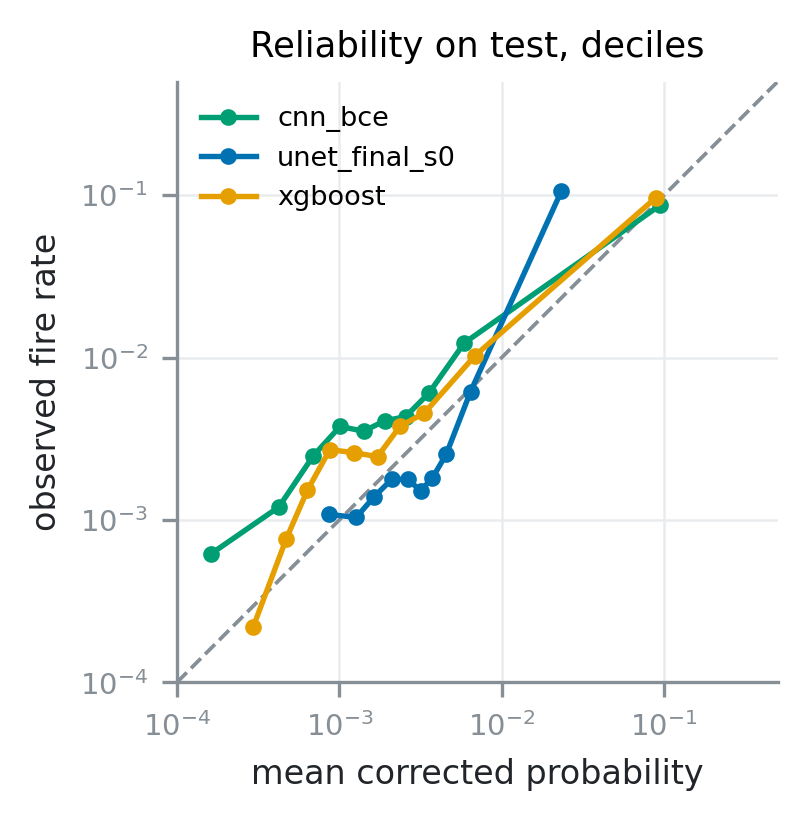 Reliability on test, deciles
cnn_bce
unet_final_s0
xgboost
observed fire rate
10⁻¹
10⁻²
10⁻³
10⁻⁴
10⁻⁴ 10⁻³ 10⁻² 10⁻¹
mean corrected probability